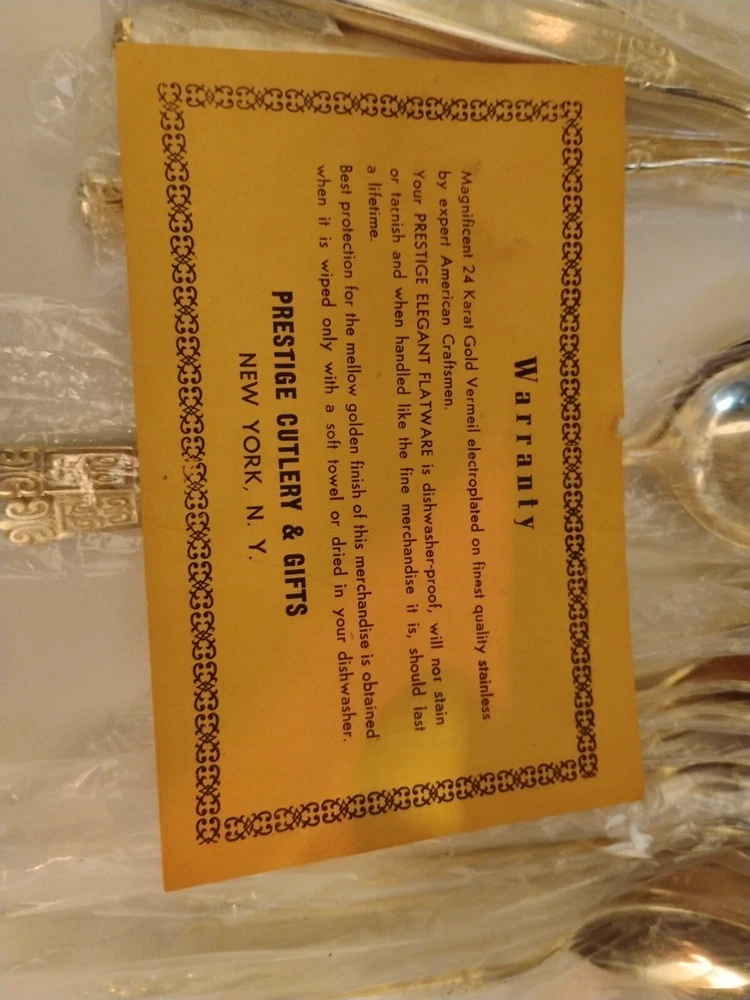 Warranty
Magnificent 24 Karat Gold Vermeil electroplated on finest quality stainless
by expert American Craftsmen.
Your PRESTIGE ELEGANT FLATWARE is dishwasher-proof, will not stain
or tarnish and when handled like the fine merchandise it is, should last
a lifetime.
Best protection for the mellow golden finish of this merchandise is obtained
when it is wiped only with a soft towel or dried in your dishwasher.
PRESTIGE CUTLERY & GIFTS
NEW YORK, N. Y.